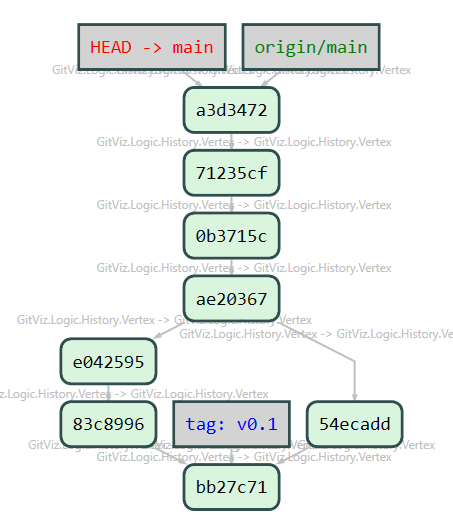 HEAD -> main
origin/main
GitViz.Logic.History.Vertex
a3d3472
GitViz.Logic.History.Vertex -> GitViz.Logic.History.Vertex
71235cf
GitViz.Logic.History.Vertex -> GitViz.Logic.History.Vertex
0b3715c
GitViz.Logic.History.Vertex -> GitViz.Logic.History.Vertex
ae20367
GitViz.Logic.History.Vertex -> GitViz.Logic.History.Vertex
GitViz.Logic.History.Vertex -> GitViz.Logic.History.Ver
e042595
GitViz.Logic.History.Vertex -> GitViz.Logic.History.Vertex
83c8996
tag: v0.1
54ecadd
GitViz.Logic.History.Vertex
GitViz.Logic.History.Vertex -> GitViz.Logic.History.Vertex
bb27c71